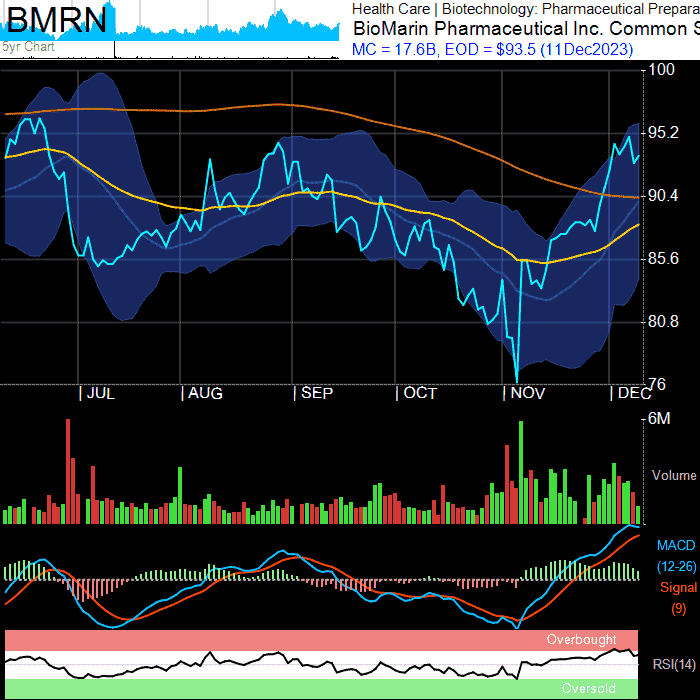 BMRN
5yr Chart
Health Care | Biotechnology: Pharmaceutical Prepara
BioMarin Pharmaceutical Inc. Common S
MC = 17.6B, EOD = $93.5 (11Dec2023)
100
95.2
90.4
85.6
80.8
76
| JUL | AUG | SEP | OCT | NOV | DEC
6M
Volume
MACD
(12-26)
Signal
(9)
Overbought
RSI(14)
Oversold